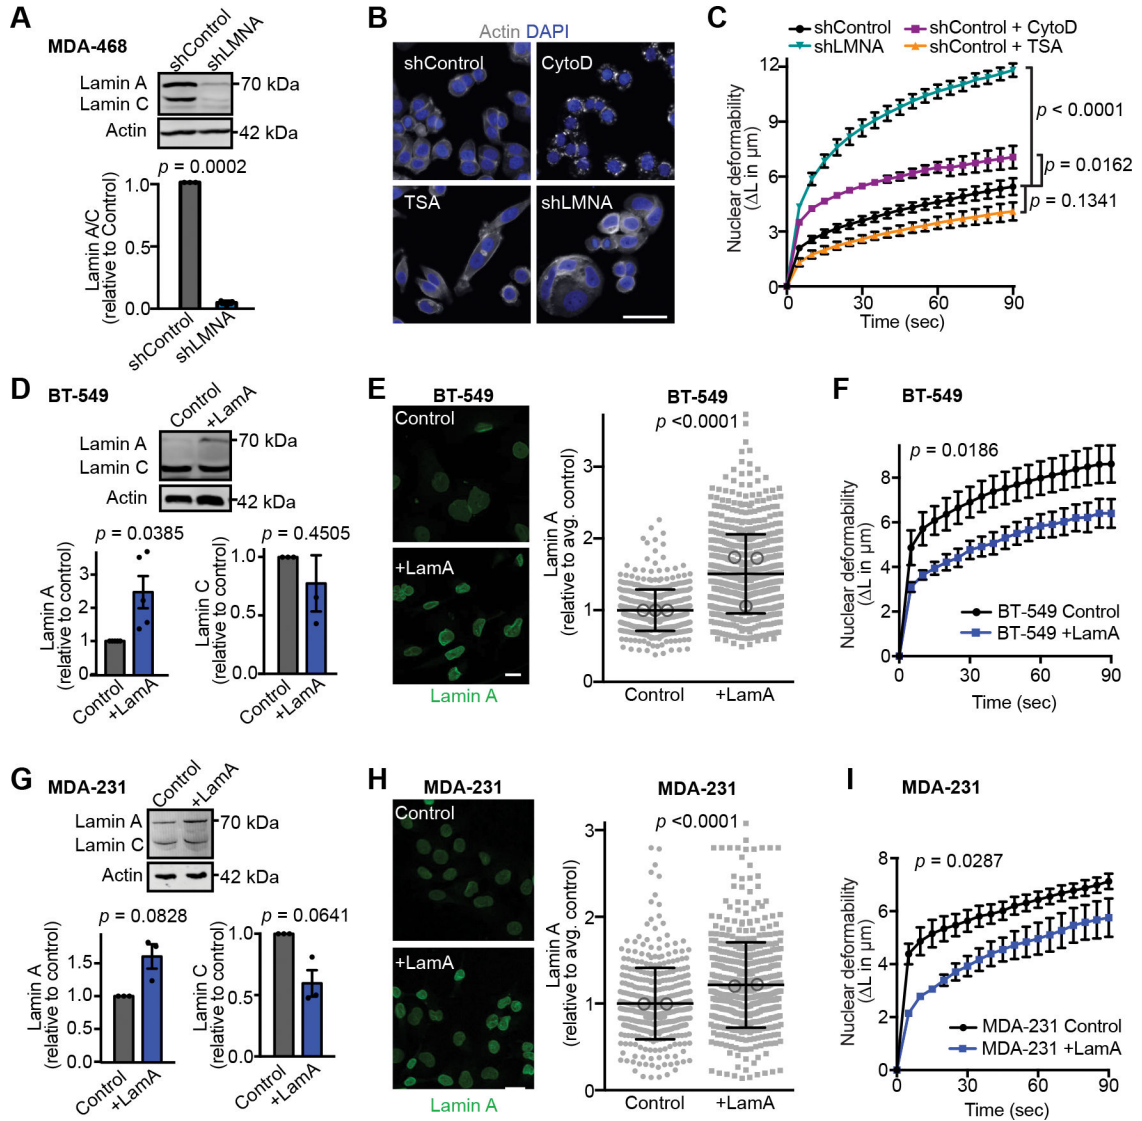 A
MDA-468
shControl
shLMNA
Lamin A
Lamin C
70 kDa
Actin
42 kDa
p = 0.0002
Lamin A/C
(relative to Control)
1.0
0.5
0.0
shControl
shLMNA
B
Actin DAPI
shControl
CytoD
TSA
shLMNA
C
shControl
shLMNA
shControl + CytoD
shControl + TSA
Nuclear deformability
(ΔL in μm)
12
9
6
3
0
0
30
60
90
Time (sec)
p < 0.0001
p = 0.0162
p = 0.1341
D
BT-549
Control
+LamA
Lamin A
Lamin C
70 kDa
Actin
42 kDa
p = 0.0385
Lamin A
(relative to control)
3
2
1
0
Control
+LamA
p = 0.4505
Lamin C
(relative to control)
1.0
0.5
0.0
Control
+LamA
E
BT-549
Control
+LamA
Lamin A
BT-549
p <0.0001
Lamin A
(relative to avg. control)
3
2
1
0
Control
+LamA
F
BT-549
p = 0.0186
Nuclear deformability
(ΔL in μm)
8
6
4
2
0
BT-549 Control
BT-549 +LamA
0
30
60
90
Time (sec)
G
MDA-231
Control
+LamA
Lamin A
Lamin C
70 kDa
Actin
42 kDa
p = 0.0828
Lamin A
(relative to control)
1.5
1.0
0.5
0.0
Control
+LamA
p = 0.0641
Lamin C
(relative to control)
1.0
0.5
0.0
Control
+LamA
H
MDA-231
Control
+LamA
Lamin A
MDA-231
p <0.0001
Lamin A
(relative to avg. control)
3
2
1
0
Control
+LamA
I
MDA-231
p = 0.0287
Nuclear deformability
(ΔL in μm)
8
6
4
2
0
MDA-231 Control
MDA-231 +LamA
0
30
60
90
Time (sec)